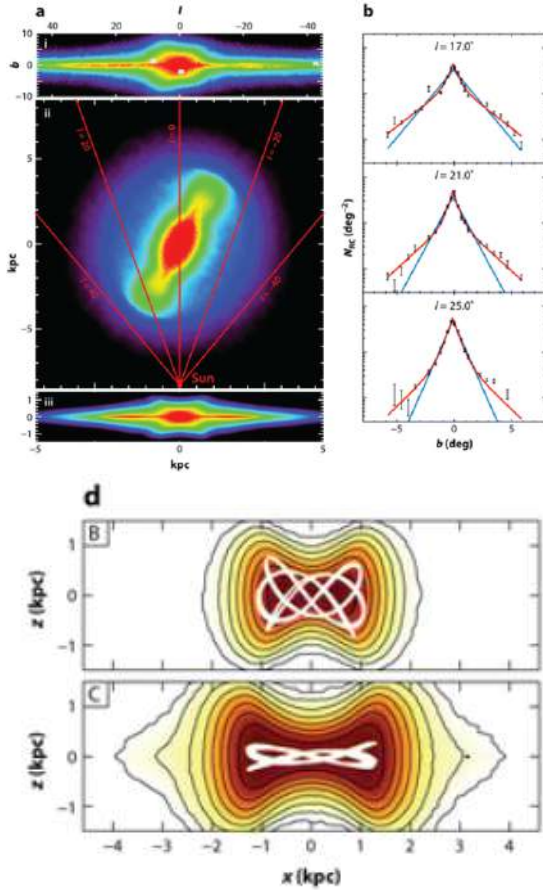 a
l
40 20 0 −20 −40
b
10
0
−10
i
ii
l = 20
l = 0
l = −20
l = 40
l = −40
kpc
5
0
−5
Sun
iii
1
0
−1
−5 0 5
kpc
b
l = 17.0°
l = 21.0°
l = 25.0°
N_RC (deg⁻²)
−5 0 5
b (deg)
d
B
z (kpc)
1
0
−1
C
z (kpc)
1
0
−1
−4 −3 −2 −1 0 1 2 3 4
x (kpc)